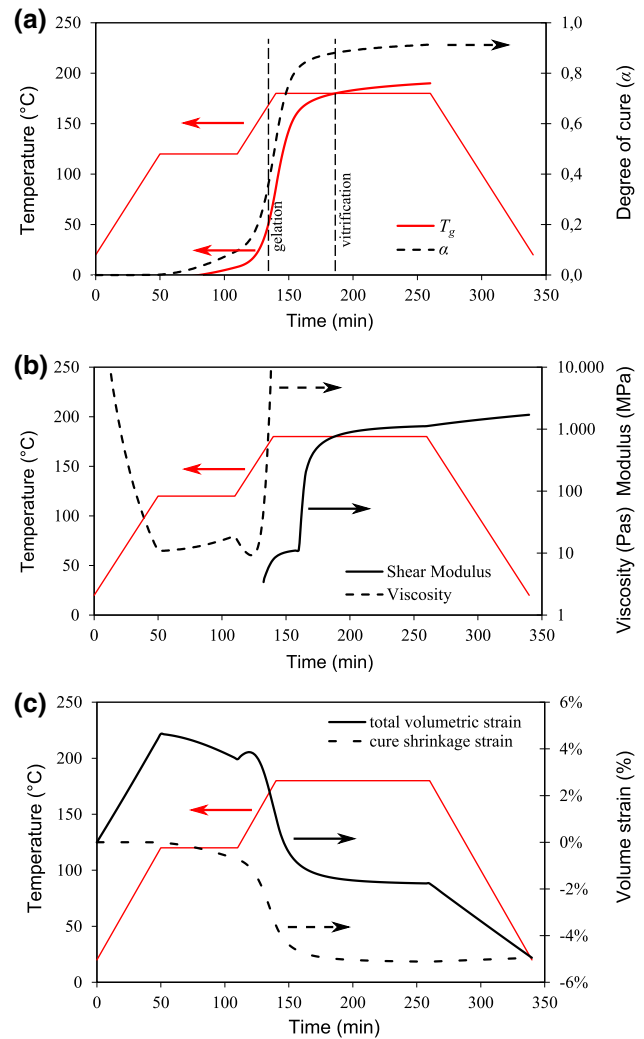 (a)
250
200
150
100
50
0
Temperature (°C)
1,0
0,8
0,6
0,4
0,2
0,0
Degree of cure (α)
gelation
vitrification
Tg
α
0 50 100 150 200 250 300 350
Time (min)
(b)
250
200
150
100
50
0
Temperature (°C)
10.000
1.000
100
10
1
Viscosity (Pas) Modulus (MPa)
Shear Modulus
Viscosity
0 50 100 150 200 250 300 350
Time (min)
(c)
250
200
150
100
50
0
Temperature (°C)
6%
4%
2%
0%
-2%
-4%
-6%
Volume strain (%)
total volumetric strain
cure shrinkage strain
0 50 100 150 200 250 300 350
Time (min)